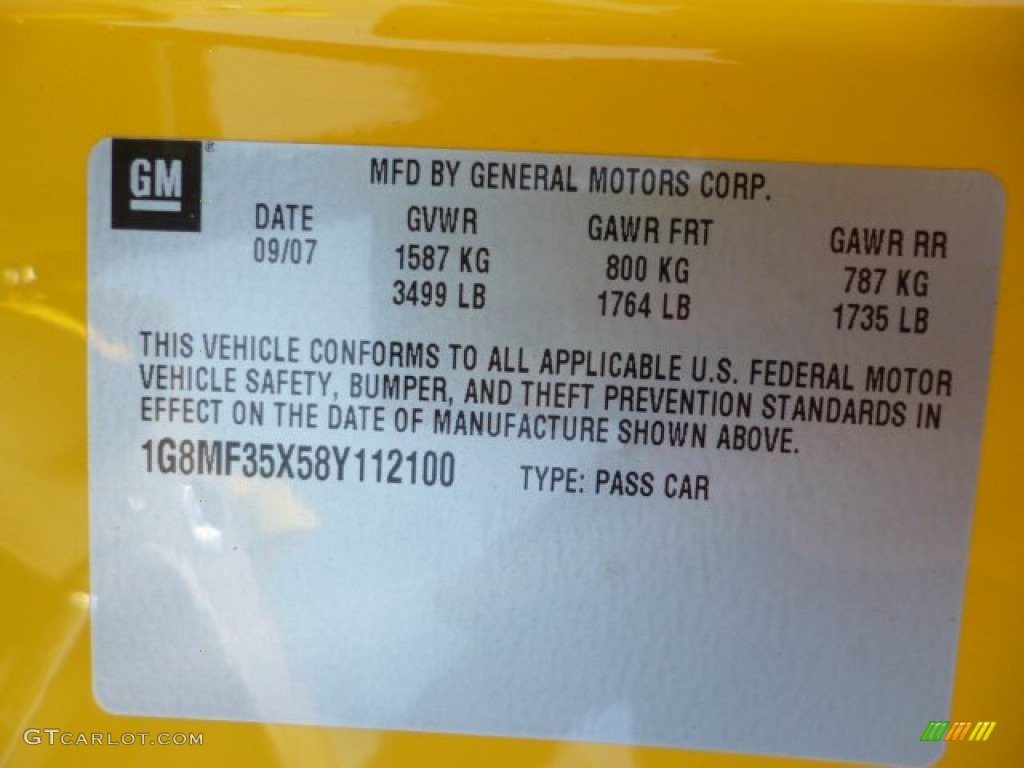 GM ®
MFD BY GENERAL MOTORS CORP.
DATE GVWR GAWR FRT GAWR RR
09/07 1587 KG 800 KG 787 KG
3499 LB 1764 LB 1735 LB
THIS VEHICLE CONFORMS TO ALL APPLICABLE U.S. FEDERAL MOTOR
VEHICLE SAFETY, BUMPER, AND THEFT PREVENTION STANDARDS IN
EFFECT ON THE DATE OF MANUFACTURE SHOWN ABOVE.
1G8MF35X58Y112100 TYPE: PASS CAR
GTCARLOT.COM